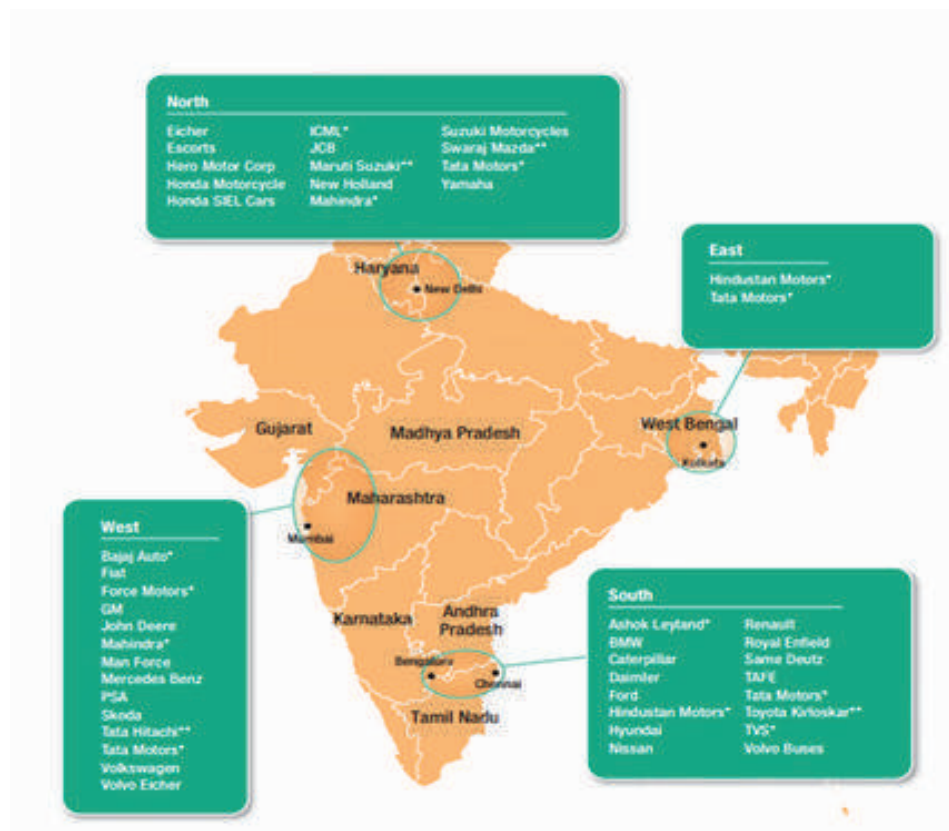 North
Eicher
Escorts
Hero Motor Corp
Honda Motorcycle
Honda SIEL Cars
ICML*
JCB
Maruti Suzuki**
New Holland
Mahindra*
Suzuki Motorcycles
Swaraj Mazda**
Tata Motors*
Yamaha
East
Hindustan Motors*
Tata Motors*
Haryana
New Delhi
Gujarat
Madhya Pradesh
West Bengal
Kolkata
Maharashtra
Mumbai
West
Bajaj Auto*
Fiat
Force Motors*
GM
John Deere
Mahindra*
Man Force
Mercedes Benz
PSA
Skoda
Tata Hitachi**
Tata Motors*
Volkswagen
Volvo Eicher
Karnataka
Andhra
Pradesh
Bengaluru
Chennai
Tamil Nadu
South
Ashok Leyland*
BMW
Caterpillar
Daimler
Ford
Hindustan Motors*
Hyundai
Nissan
Renault
Royal Enfield
Same Deutz
TAFE
Tata Motors*
Toyota Kirloskar**
TVS*
Volvo Buses